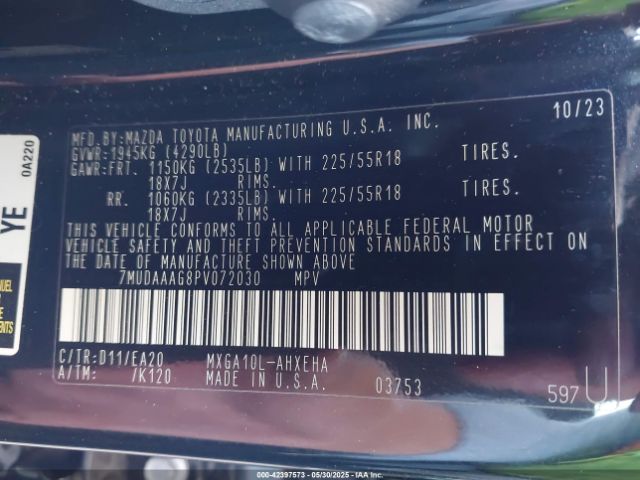 10/23
MFD.BY:MAZDA TOYOTA MANUFACTURING U.S.A. INC.
GVWR:1945KG (4290LB)
GAWR:FRT. 1150KG (2535LB) WITH 225/55R18 TIRES.
18X7J RIMS.
RR. 1060KG (2335LB) WITH 225/55R18 TIRES.
18X7J RIMS.
THIS VEHICLE CONFORMS TO ALL APPLICABLE FEDERAL MOTOR
VEHICLE SAFETY AND THEFT PREVENTION STANDARDS IN EFFECT ON
THE DATE OF MANUFACTURE SHOWN ABOVE
7MUDAAAG8PV072030 MPV
C/TR:D11/EA20 MXGA10L-AHXEHA
A/TM: /K120 MADE IN U.S.A. 03753
597 U
0A220
YE
000-42397573 - 05/30/2025 - IAAI.COM